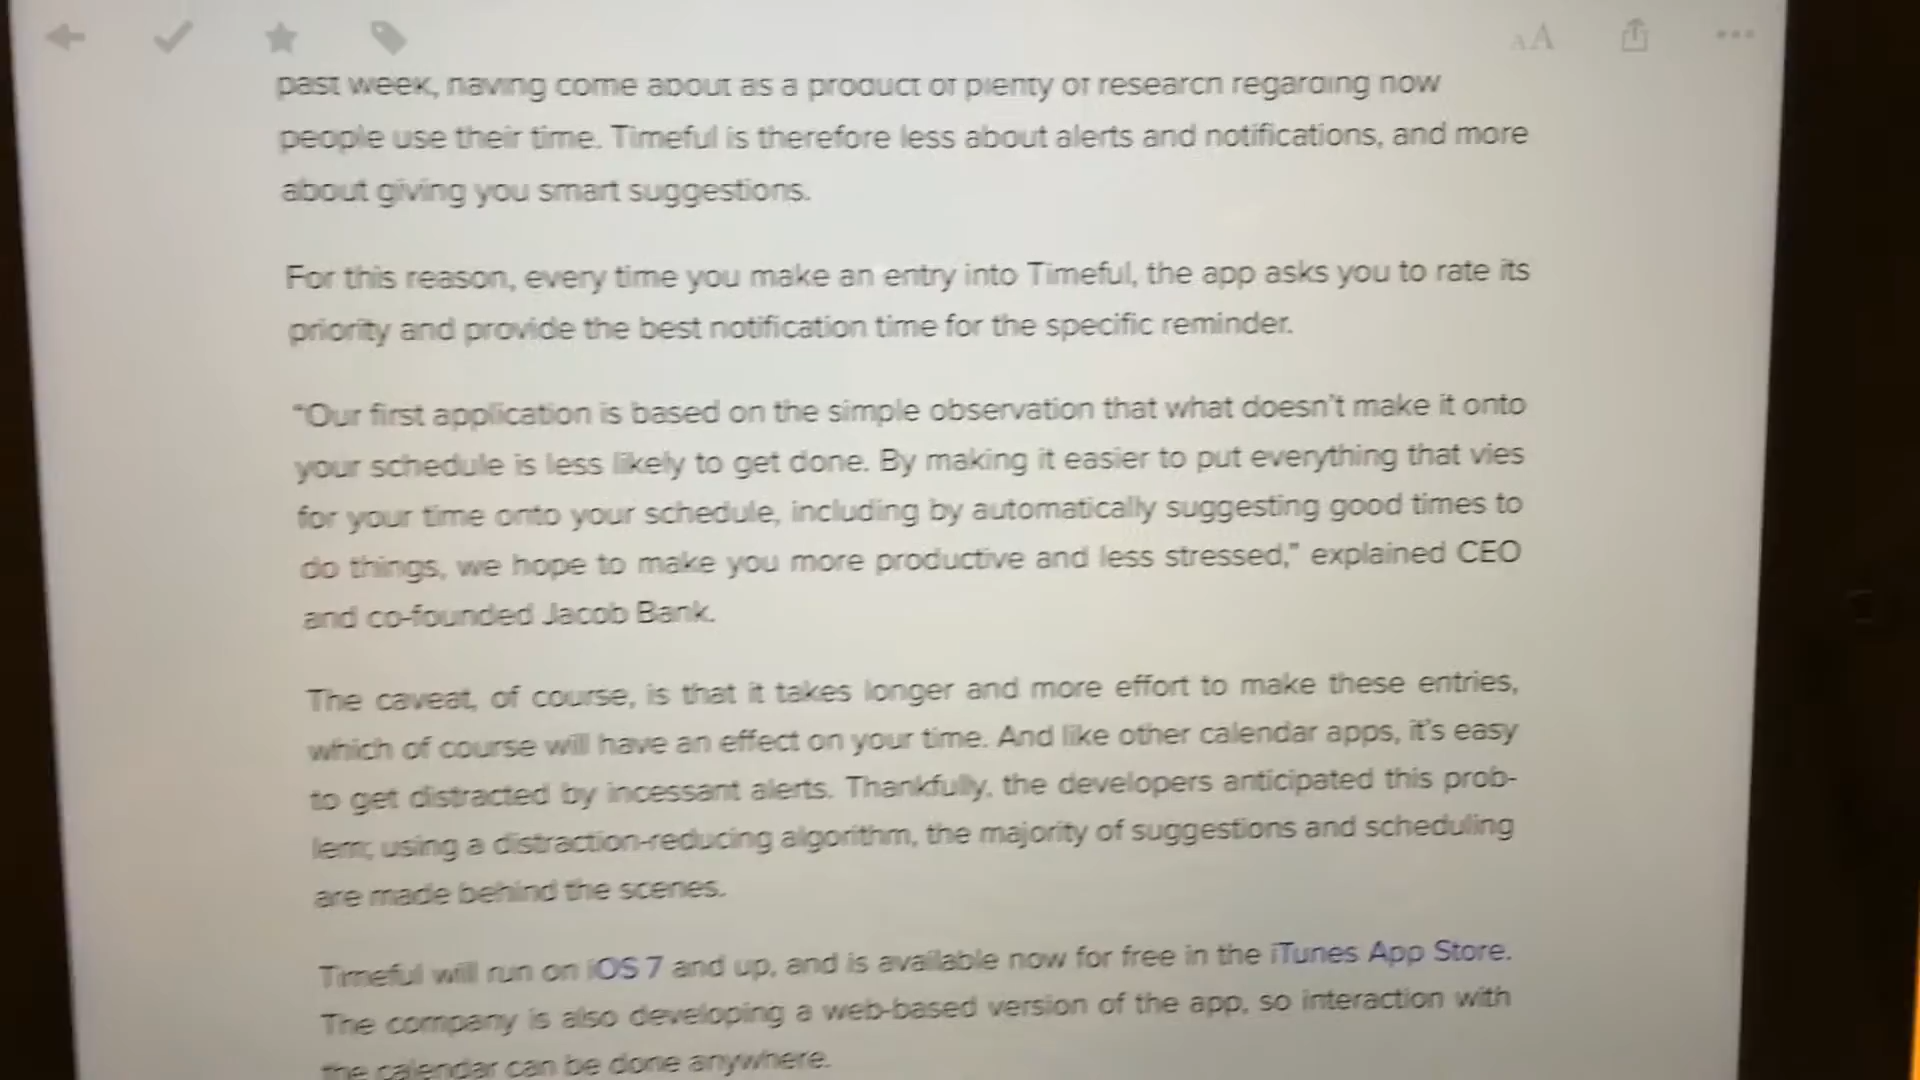 AA
past week, having come about as a product of plenty of research regarding how
people use their time. Timeful is therefore less about alerts and notifications, and more
about giving you smart suggestions.
For this reason, every time you make an entry into Timeful, the app asks you to rate its
priority and provide the best notification time for the specific reminder.
“Our first application is based on the simple observation that what doesn’t make it onto
your schedule is less likely to get done. By making it easier to put everything that vies
for your time onto your schedule, including by automatically suggesting good times to
do things, we hope to make you more productive and less stressed,” explained CEO
and co-founded Jacob Bank.
The caveat, of course, is that it takes longer and more effort to make these entries,
which of course will have an effect on your time. And like other calendar apps, it’s easy
to get distracted by incessant alerts. Thankfully, the developers anticipated this prob-
lem; using a distraction-reducing algorithm, the majority of suggestions and scheduling
are made behind the scenes.
Timeful will run on iOS 7 and up, and is available now for free in the iTunes App Store.
The company is also developing a web-based version of the app, so interaction with
the calendar can be done anywhere.